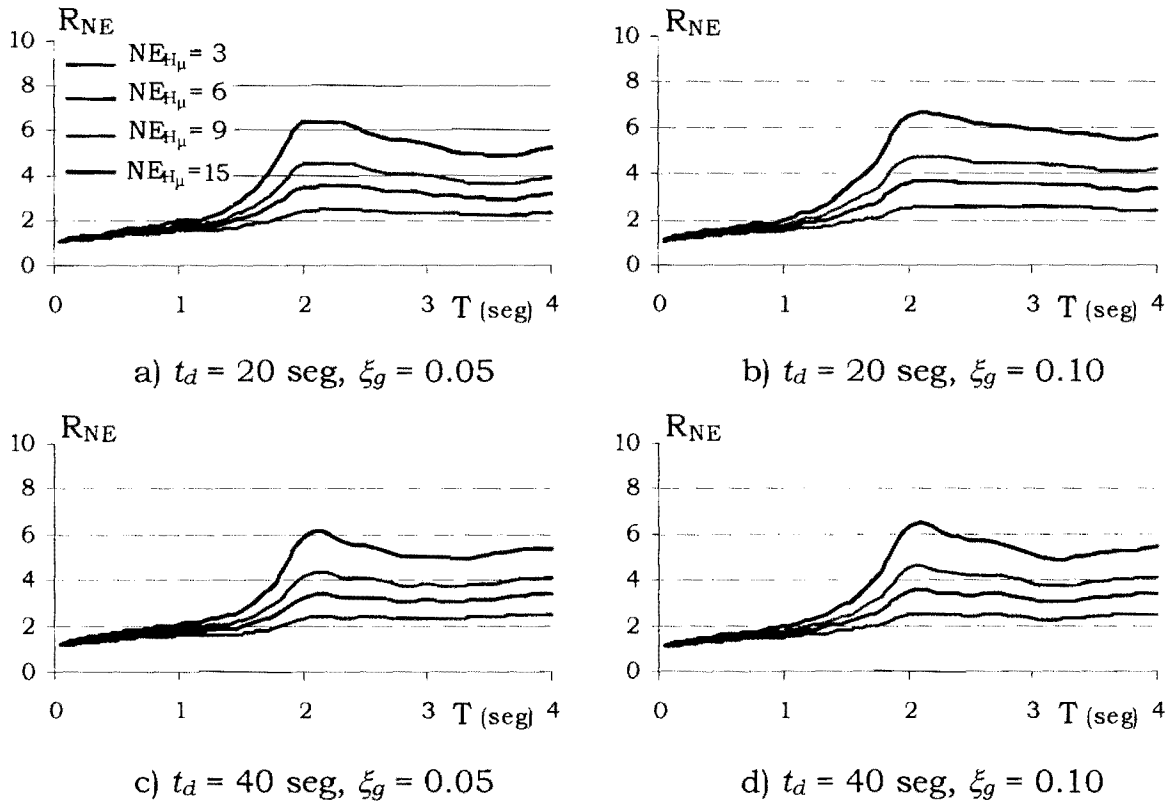 R_NE
10
8
6
4
2
0
NE_Hμ = 3
NE_Hμ = 6
NE_Hμ = 9
NE_Hμ = 15
0 1 2 3 T (seg) 4
a) t_d = 20 seg, ξ_g = 0.05
R_NE
10
8
6
4
2
0
0 1 2 3 T (seg) 4
b) t_d = 20 seg, ξ_g = 0.10
R_NE
10
8
6
4
2
0
0 1 2 3 T (seg) 4
c) t_d = 40 seg, ξ_g = 0.05
R_NE
10
8
6
4
2
0
0 1 2 3 T (seg) 4
d) t_d = 40 seg, ξ_g = 0.10